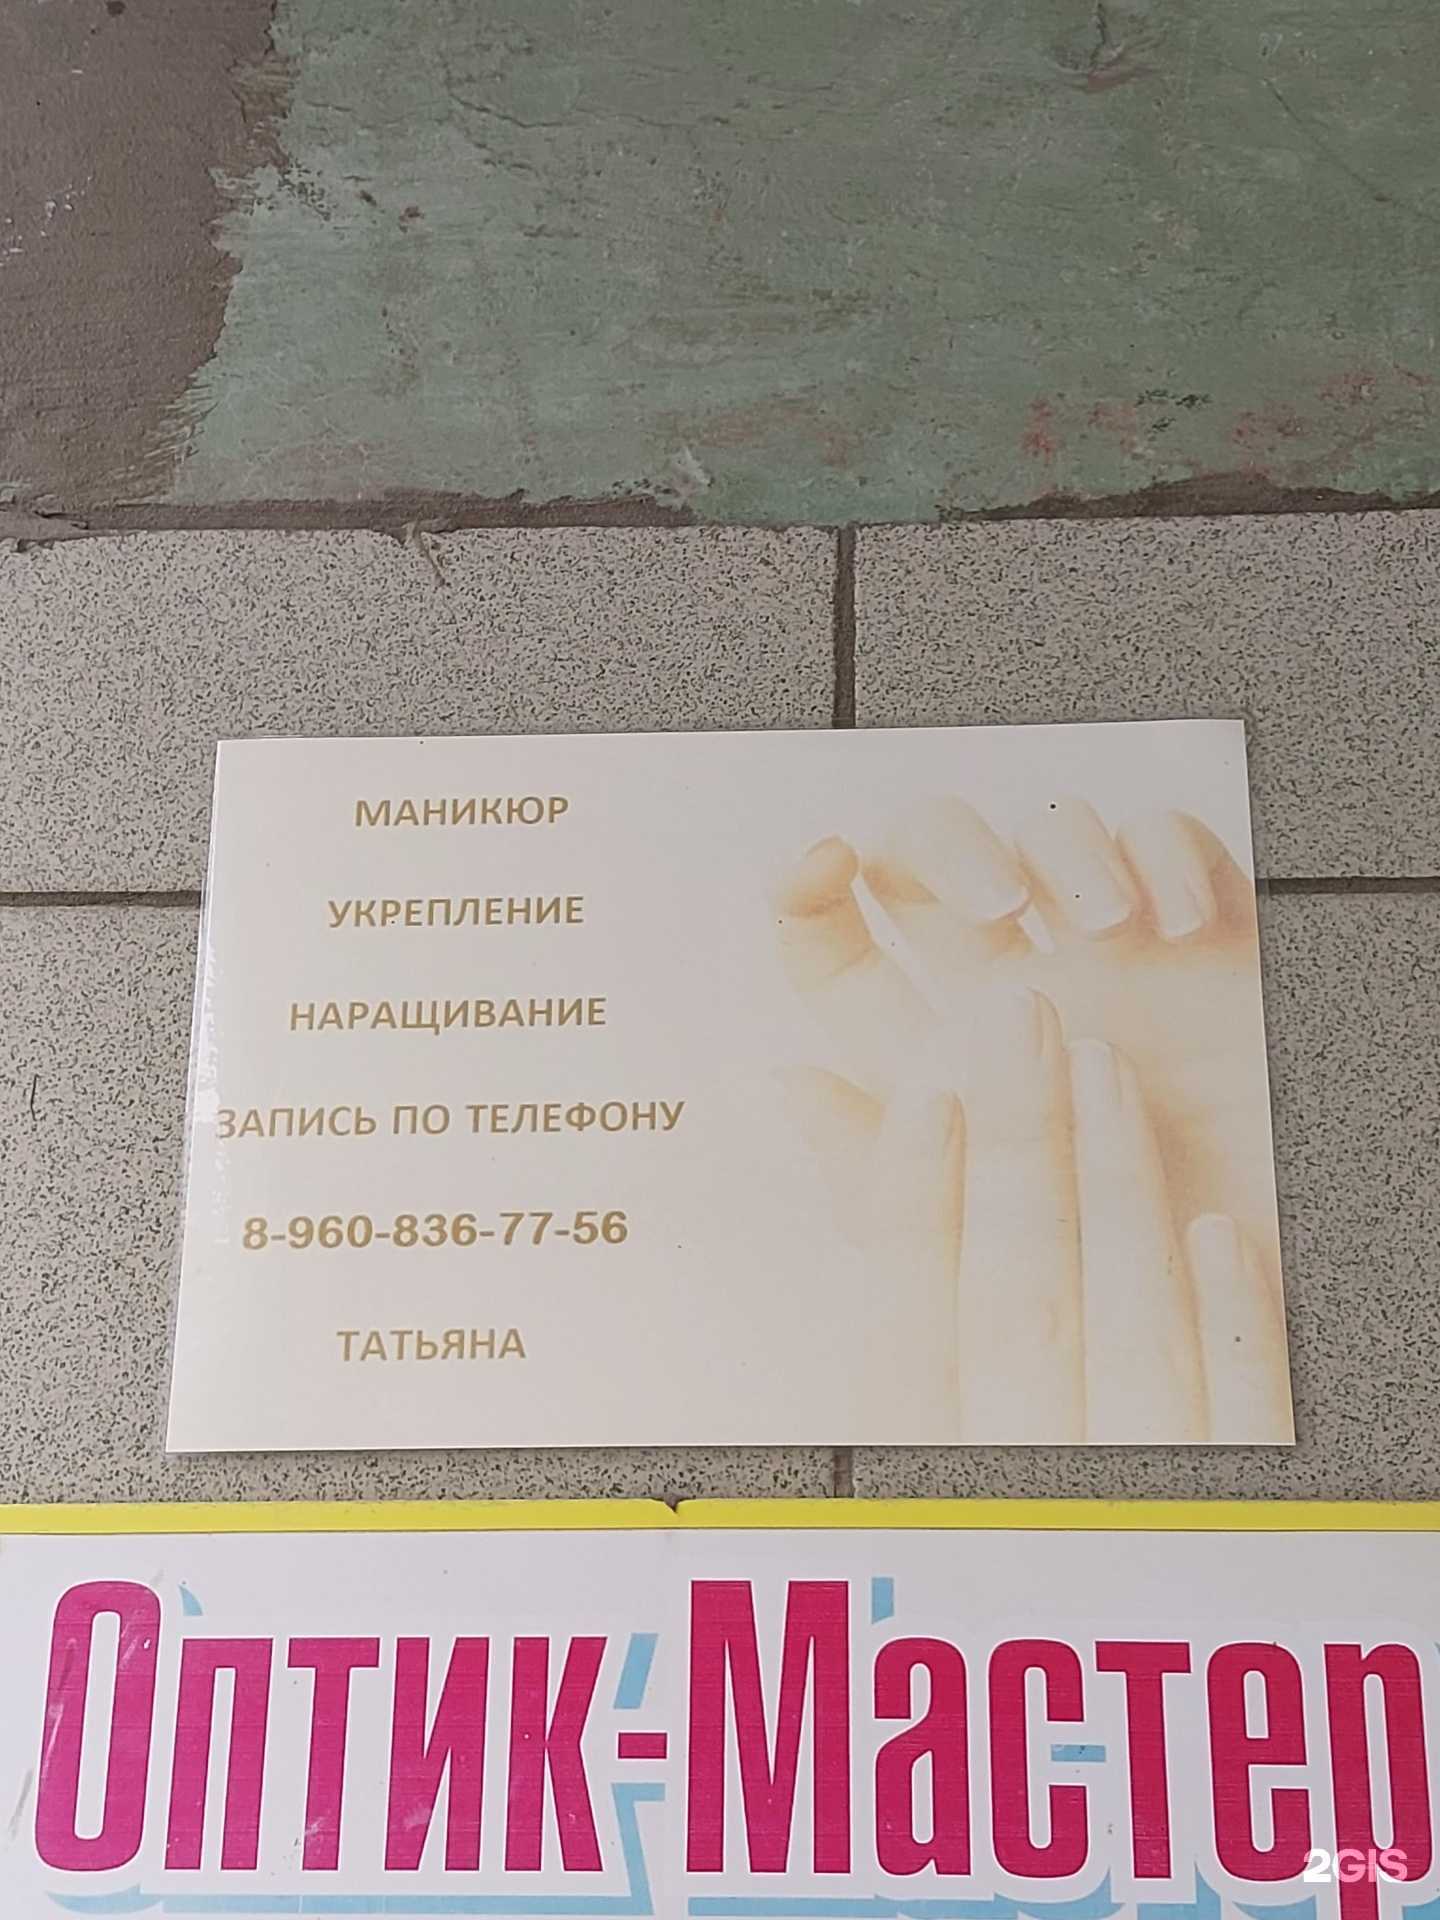 МАНИКЮР
УКРЕПЛЕНИЕ
НАРАЩИВАНИЕ
ЗАПИСЬ ПО ТЕЛЕФОНУ
8-960-836-77-56
ТАТЬЯНА
Оптик-Мастер
2GIS